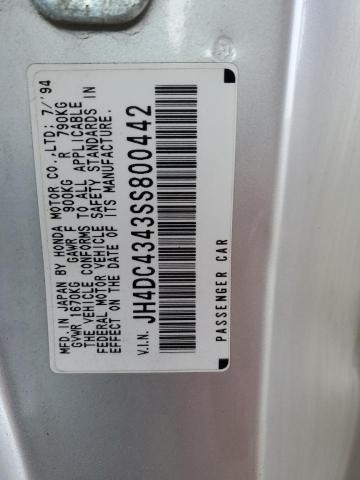 MFD. IN JAPAN BY HONDA MOTOR CO.,LTD; 7/'94
GVWR 1670KG GAWR F 900KG R 790KG
THE VEHICLE CONFORMS TO ALL APPLICABLE
FEDERAL MOTOR VEHICLE SAFETY STANDARDS IN
EFFECT ON THE DATE OF ITS MANUFACTURE.
V.I.N. JH4DC4343SS800442
PASSENGER CAR